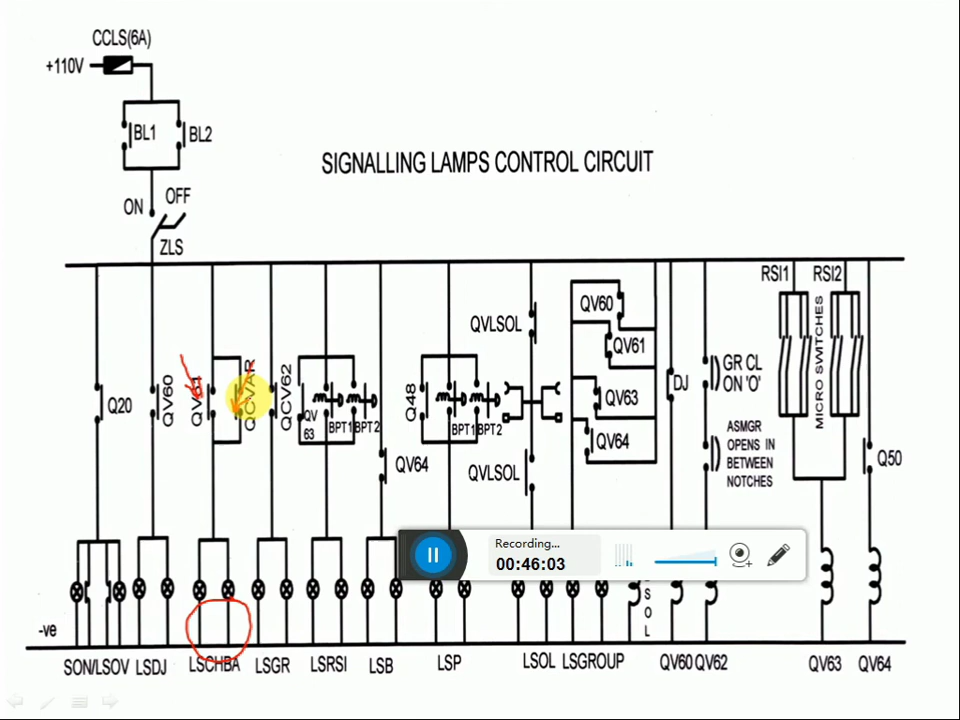 CCLS(6A)
+110V
BL1
BL2
SIGNALLING LAMPS CONTROL CIRCUIT
ON
OFF
ZLS
RSI1
RSI2
QV60
QVLSOL
QV61
MICRO SWITCHES
GR CL
ON 'O'
Q20
QV60
QV61
QCVAR
QCV62
QV
63
BPT1
BPT2
Q48
BPT1
BPT2
DJ
QV63
QV64
ASMGR
OPENS IN
BETWEEN
NOTCHES
QV64
QVLSOL
Q50
Recording...
00:46:03
S
O
L
-ve
SON/LSOV
LSDJ
LSCHBA
LSGR
LSRSI
LSB
LSP
LSOL
LSGROUP
QV60
QV62
QV63
QV64